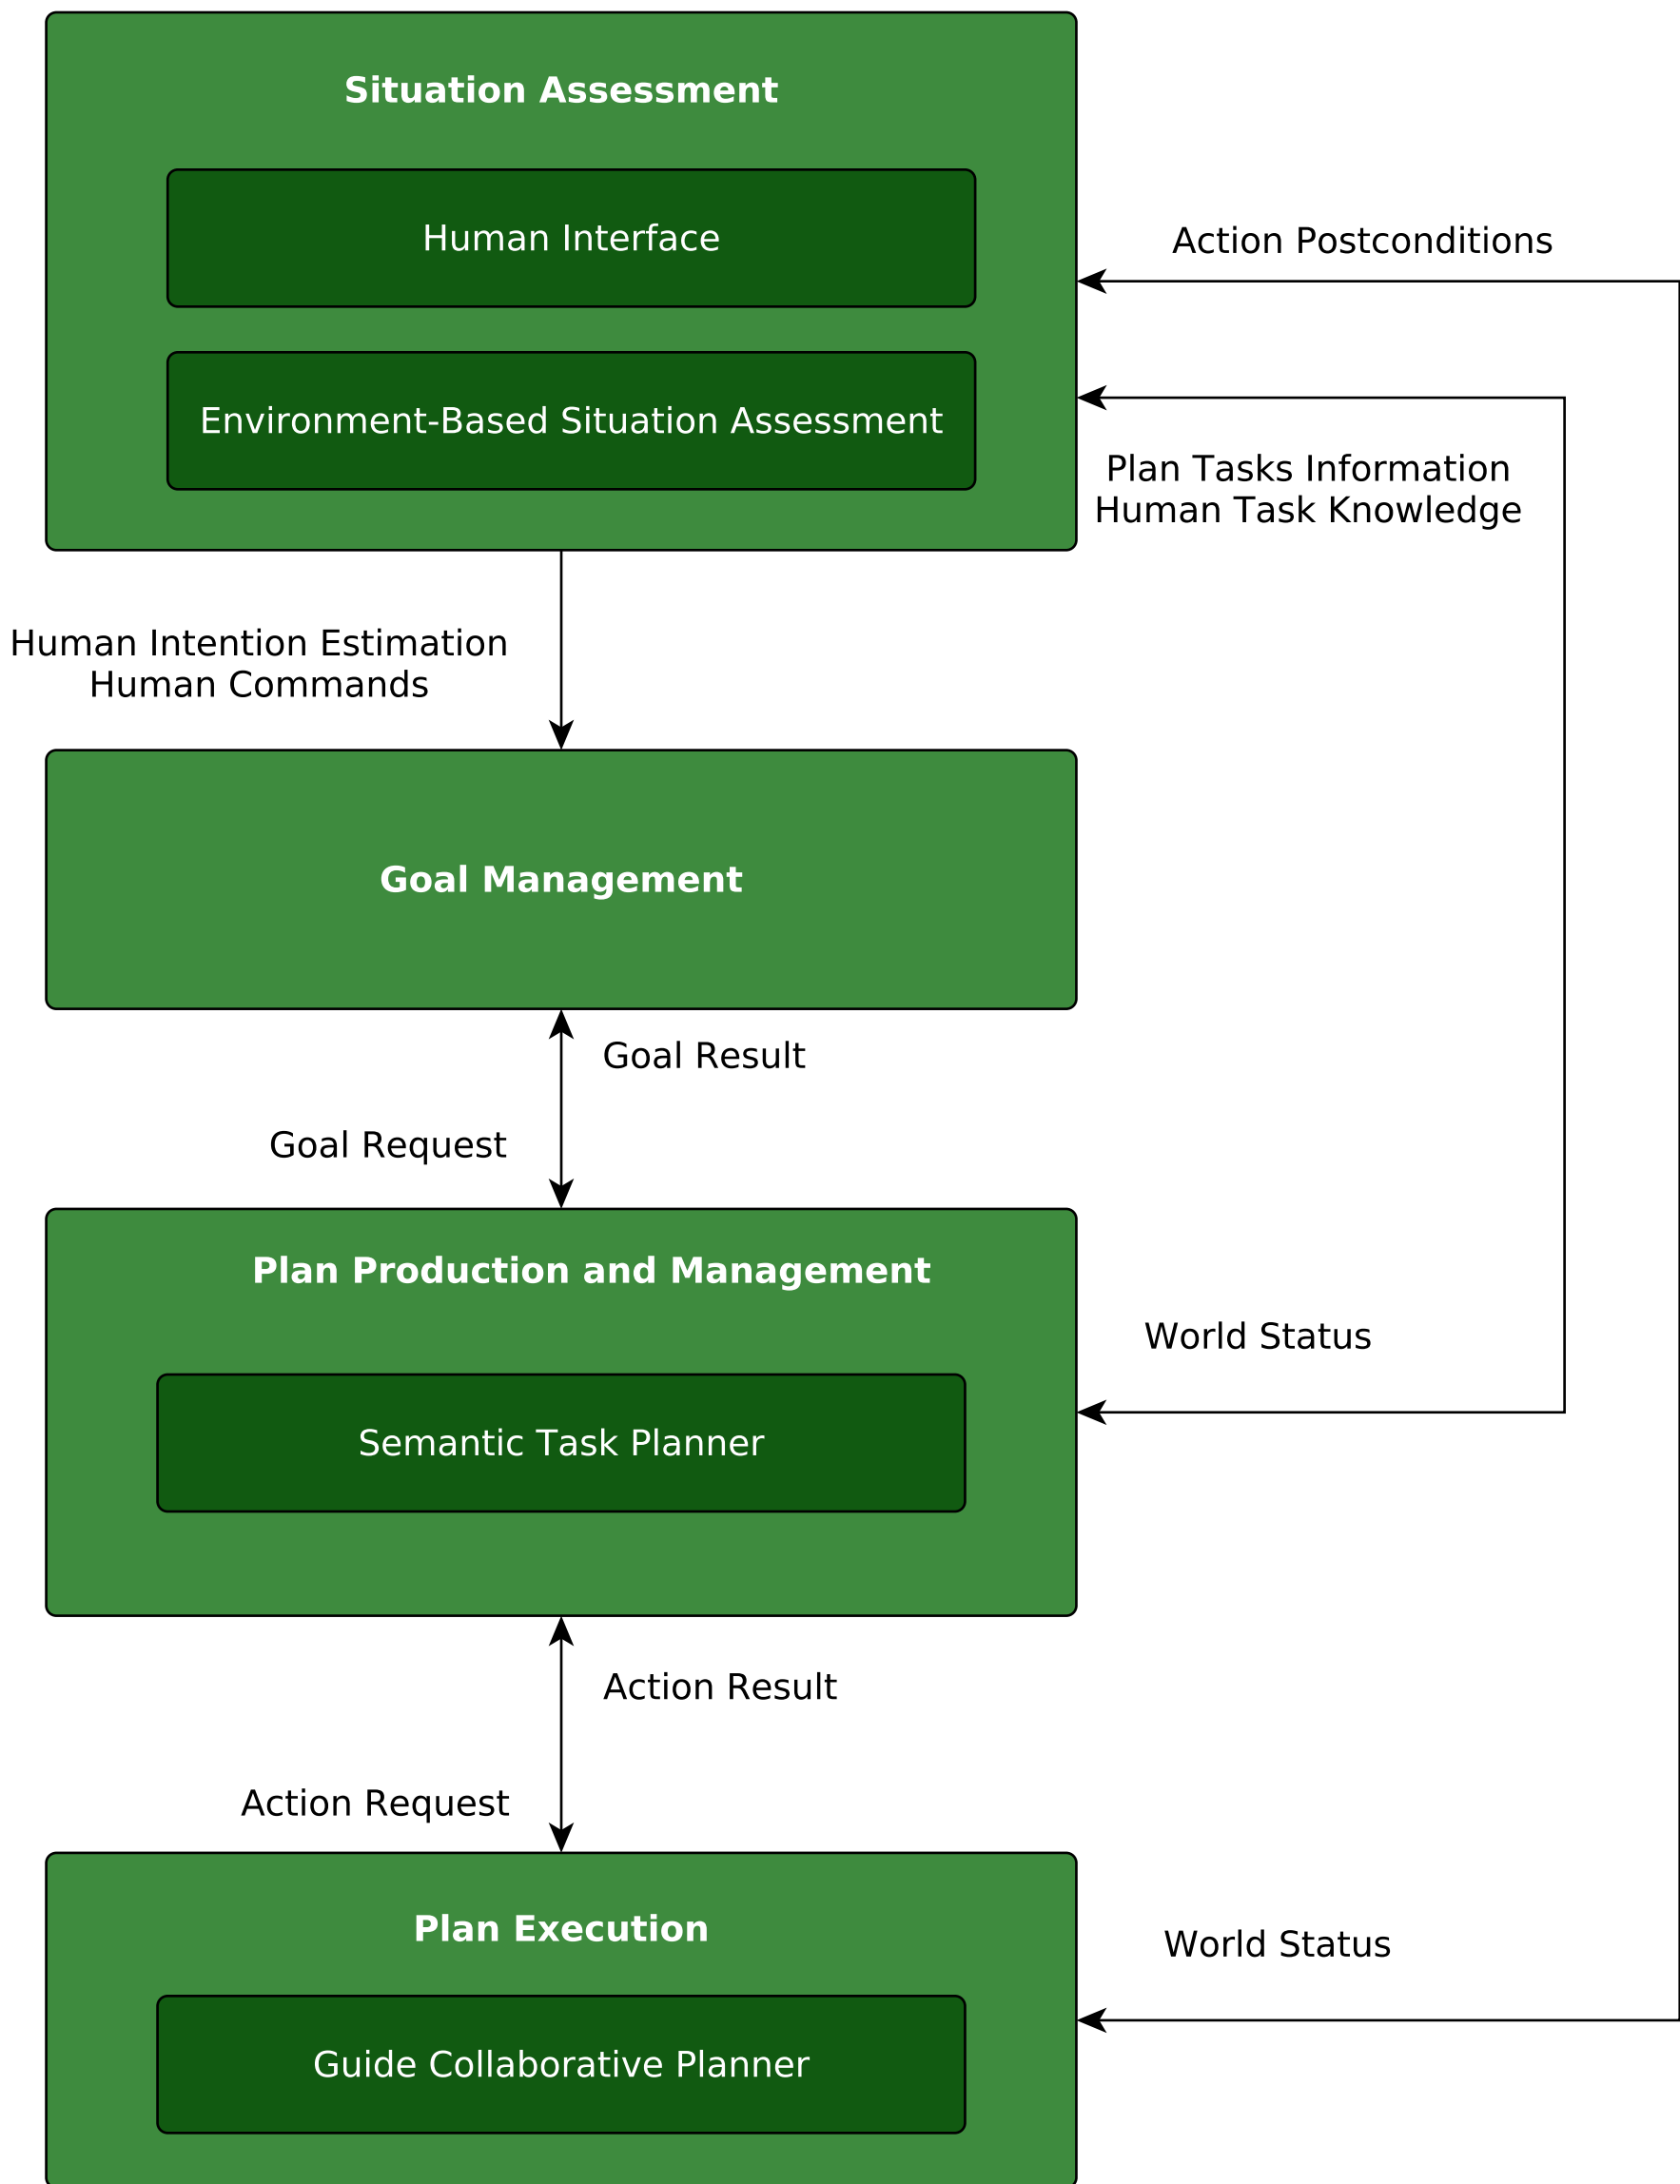 Situation Assessment
Human Interface
Action Postconditions
Environment-Based Situation Assessment
Plan Tasks Information
Human Task Knowledge
Human Intention Estimation
Human Commands
Goal Management
Goal Result
Goal Request
Plan Production and Management
World Status
Semantic Task Planner
Action Result
Action Request
Plan Execution
World Status
Guide Collaborative Planner